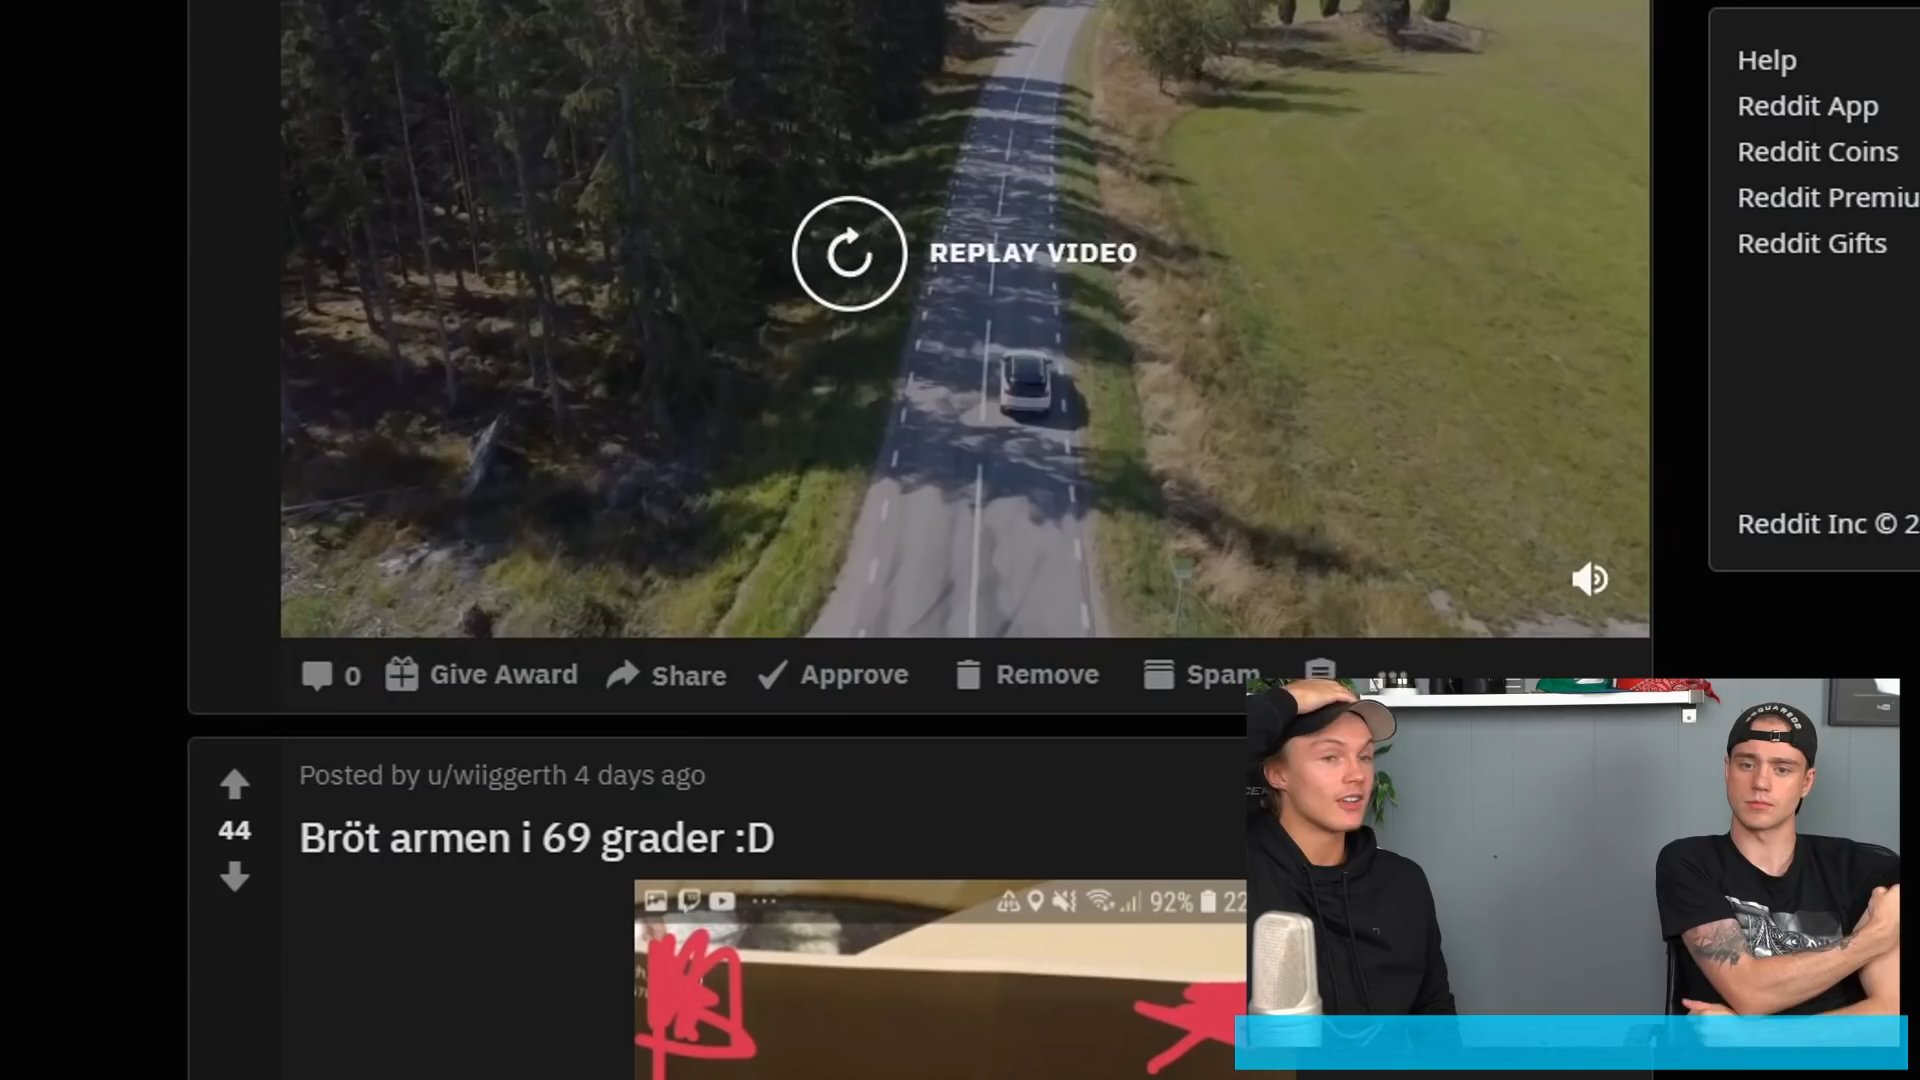 Help
Reddit App
Reddit Coins
Reddit Premiu
Reddit Gifts
REPLAY VIDEO
Reddit Inc © 2
0 Give Award Share Approve Remove Spam
Posted by u/wiiggerth 4 days ago
44
Bröt armen i 69 grader :D
92% 22